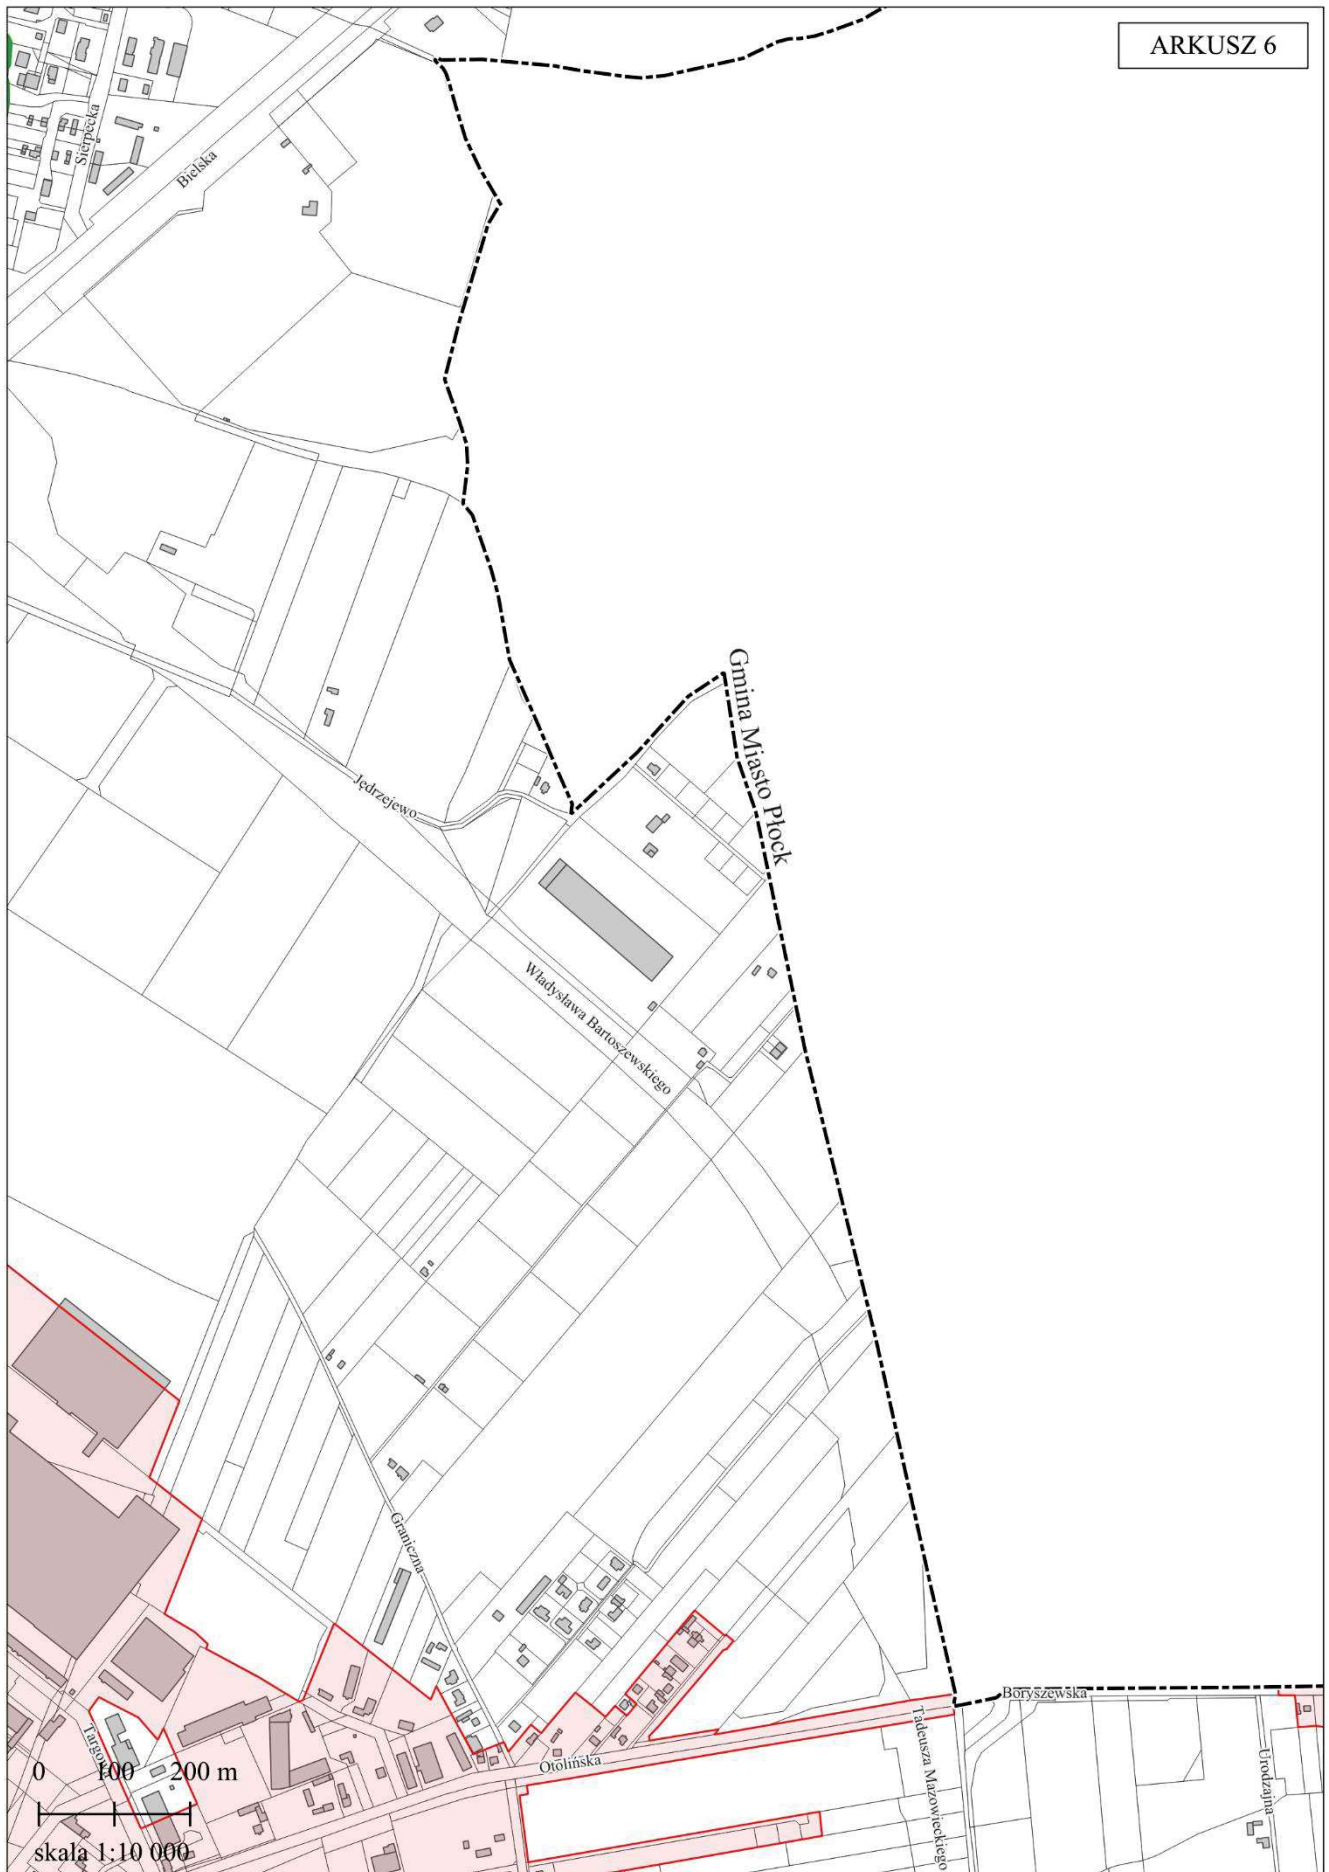 ARKUSZ 6
Sierpecka
Bielska
Gmina Miasto Płock
Jędrzejewo
Władysława Bartoszewskiego
Graniczna
Boryszewska
Otolińska
Tadeusza Mazowieckiego
Urodzajna
0 100 200 m
skala 1:10 000